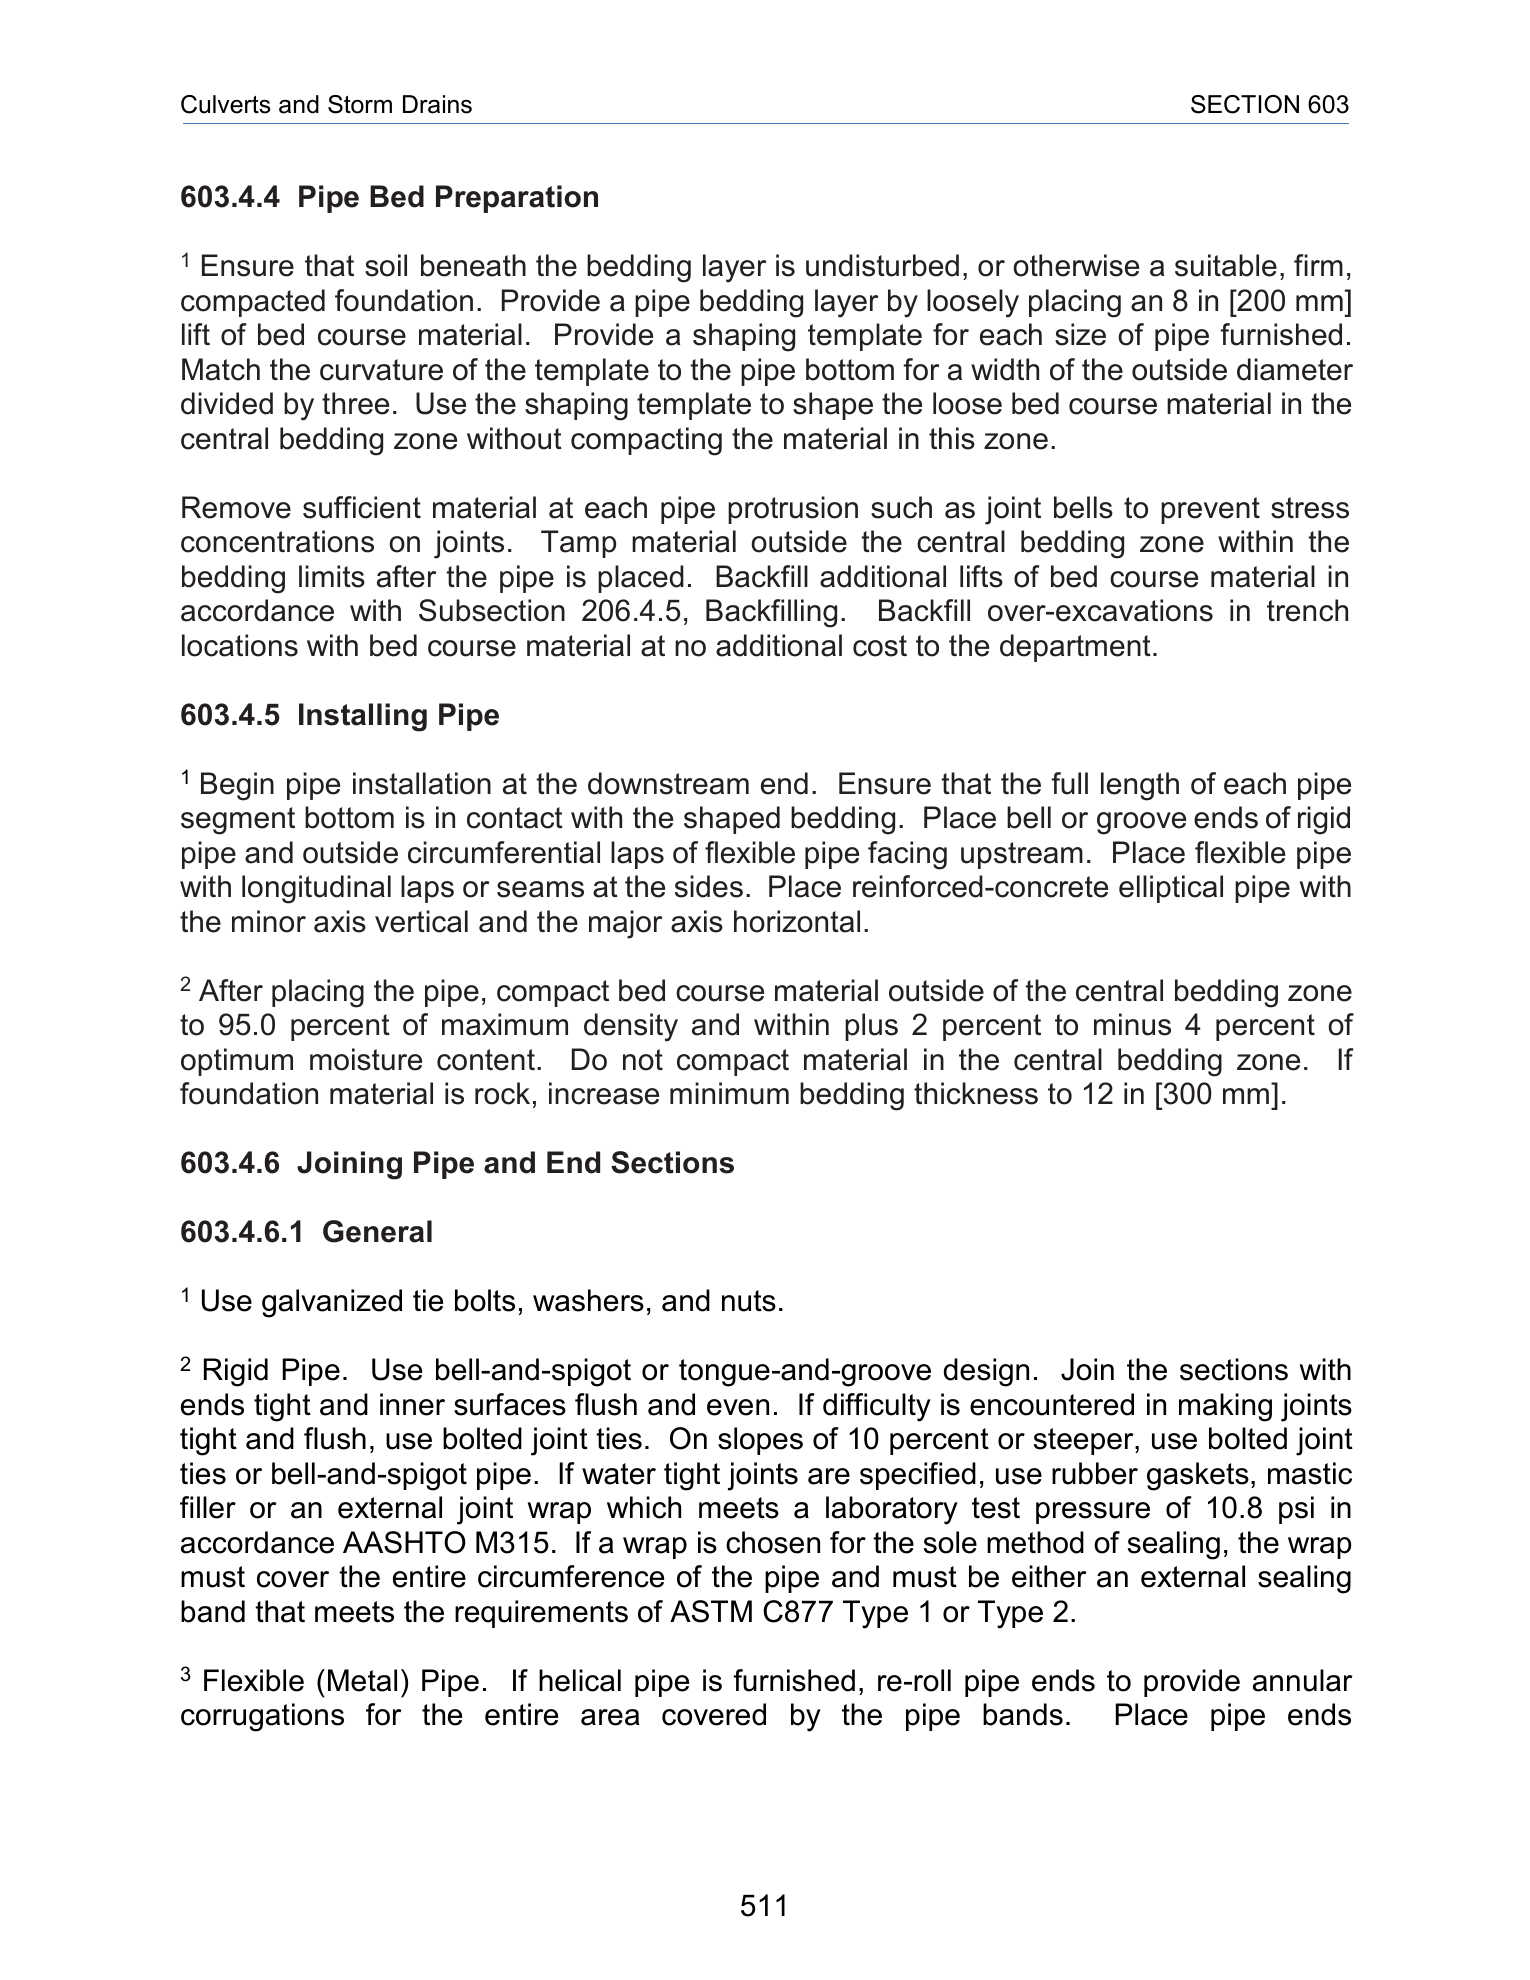 Culverts and Storm Drains SECTION 603
603.4.4 Pipe Bed Preparation
1 Ensure that soil beneath the bedding layer is undisturbed, or otherwise a suitable, firm,
compacted foundation. Provide a pipe bedding layer by loosely placing an 8 in [200 mm]
lift of bed course material. Provide a shaping template for each size of pipe furnished.
Match the curvature of the template to the pipe bottom for a width of the outside diameter
divided by three. Use the shaping template to shape the loose bed course material in the
central bedding zone without compacting the material in this zone.
Remove sufficient material at each pipe protrusion such as joint bells to prevent stress
concentrations on joints. Tamp material outside the central bedding zone within the
bedding limits after the pipe is placed. Backfill additional lifts of bed course material in
accordance with Subsection 206.4.5, Backfilling. Backfill over-excavations in trench
locations with bed course material at no additional cost to the department.
603.4.5 Installing Pipe
1 Begin pipe installation at the downstream end. Ensure that the full length of each pipe
segment bottom is in contact with the shaped bedding. Place bell or groove ends of rigid
pipe and outside circumferential laps of flexible pipe facing upstream. Place flexible pipe
with longitudinal laps or seams at the sides. Place reinforced-concrete elliptical pipe with
the minor axis vertical and the major axis horizontal.
2 After placing the pipe, compact bed course material outside of the central bedding zone
to 95.0 percent of maximum density and within plus 2 percent to minus 4 percent of
optimum moisture content. Do not compact material in the central bedding zone. If
foundation material is rock, increase minimum bedding thickness to 12 in [300 mm].
603.4.6 Joining Pipe and End Sections
603.4.6.1 General
1 Use galvanized tie bolts, washers, and nuts.
2 Rigid Pipe. Use bell-and-spigot or tongue-and-groove design. Join the sections with
ends tight and inner surfaces flush and even. If difficulty is encountered in making joints
tight and flush, use bolted joint ties. On slopes of 10 percent or steeper, use bolted joint
ties or bell-and-spigot pipe. If water tight joints are specified, use rubber gaskets, mastic
filler or an external joint wrap which meets a laboratory test pressure of 10.8 psi in
accordance AASHTO M315. If a wrap is chosen for the sole method of sealing, the wrap
must cover the entire circumference of the pipe and must be either an external sealing
band that meets the requirements of ASTM C877 Type 1 or Type 2.
3 Flexible (Metal) Pipe. If helical pipe is furnished, re-roll pipe ends to provide annular
corrugations for the entire area covered by the pipe bands. Place pipe ends
511